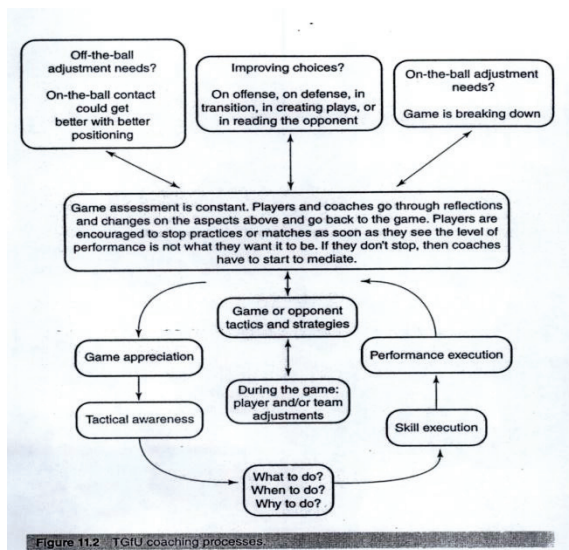 Off-the-ball
adjustment needs?
On-the-ball contact
could get
better with better
positioning
Improving choices?
On offense, on defense, in
transition, in creating plays, or
in reading the opponent
On-the-ball adjustment
needs?
Game is breaking down
Game assessment is constant. Players and coaches go through reflections
and changes on the aspects above and go back to the game. Players are
encouraged to stop practices or matches as soon as they see the level of
performance is not what they want it to be. If they don't stop, then coaches
have to start to mediate.
Game or opponent
tactics and strategies
Game appreciation
Performance execution
During the game:
player and/or team
adjustments
Tactical awareness
Skill execution
What to do?
When to do?
Why to do?
Figure 11.2 TGfU coaching processes.